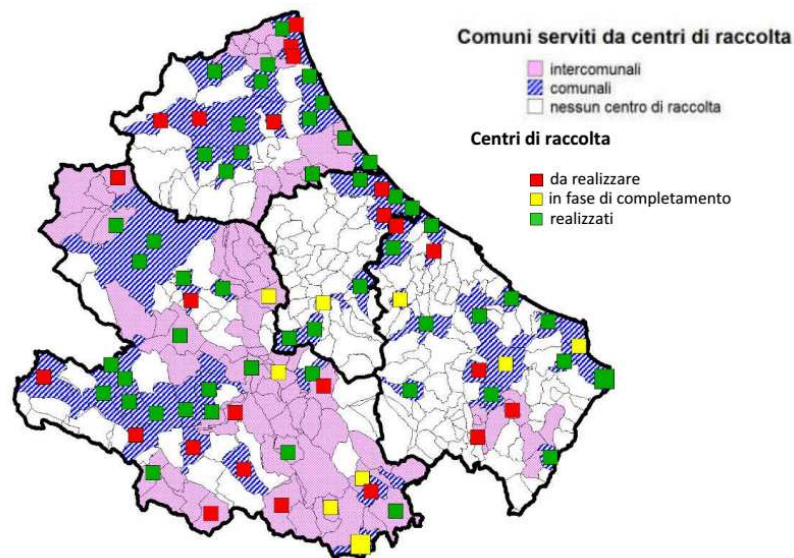 Comuni serviti da centri di raccolta
intercomunali
comunali
nessun centro di raccolta
Centri di raccolta
da realizzare
in fase di completamento
realizzati